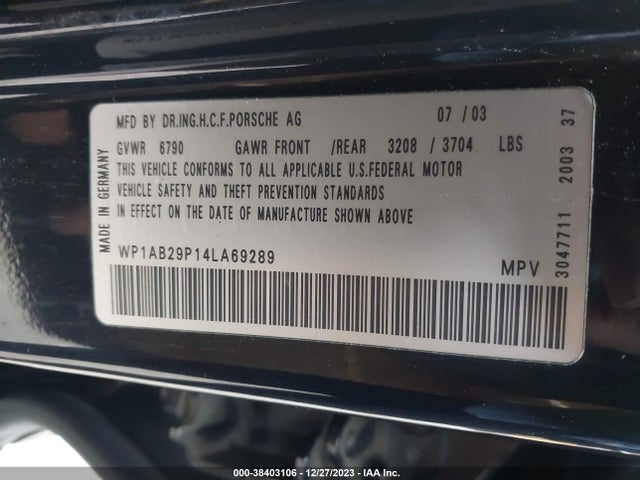 MFD BY DR.ING.H.C.F.PORSCHE AG 07 / 03
GVWR 6790 GAWR FRONT /REAR 3208 / 3704 LBS
THIS VEHICLE CONFORMS TO ALL APPLICABLE U.S.FEDERAL MOTOR
VEHICLE SAFETY AND THEFT PREVENTION STANDARDS
IN EFFECT ON THE DATE OF MANUFACTURE SHOWN ABOVE
WP1AB29P14LA69289 MPV
MADE IN GERMANY
3047711 2003 37
000-38403106 - 12/27/2023 - IAA Inc.